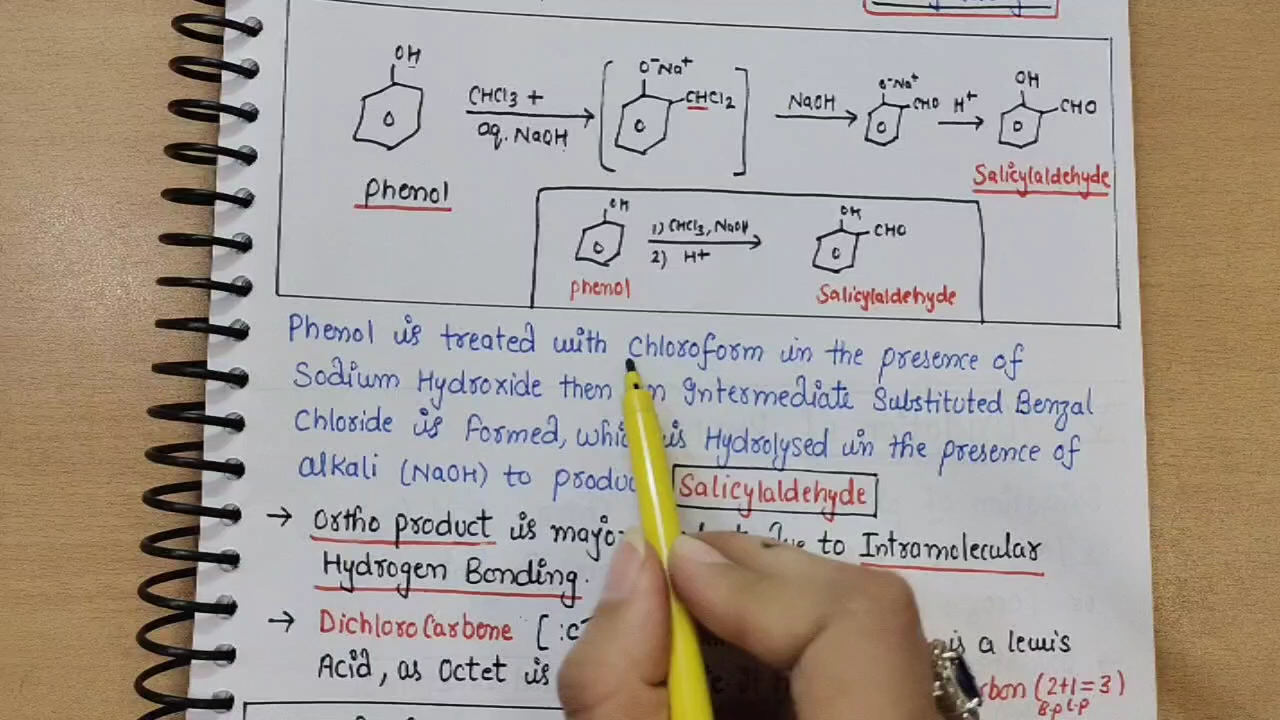 OH
CHCl3 +
aq. NaOH
O⁻Na⁺
CHCl2
NaOH
O⁻Na⁺
CHO
H⁺
OH
CHO
phenol
Salicylaldehyde
OH
1) CHCl3, NaOH
2) H+
OH
CHO
phenol
Salicylaldehyde
Phenol is treated with Chloroform in the presence of
Sodium Hydroxide then Intermediate Substituted Benzal
Chloride is formed, is Hydrolysed in the presence of
alkali (NaOH) to Salicylaldehyde
→ Ortho product is to Intramolecular
Hydrogen Bonding.
→ Dichlorocarbene [ :C is a lewis
Acid, as Octet is (2+1=3)
B.p L.p